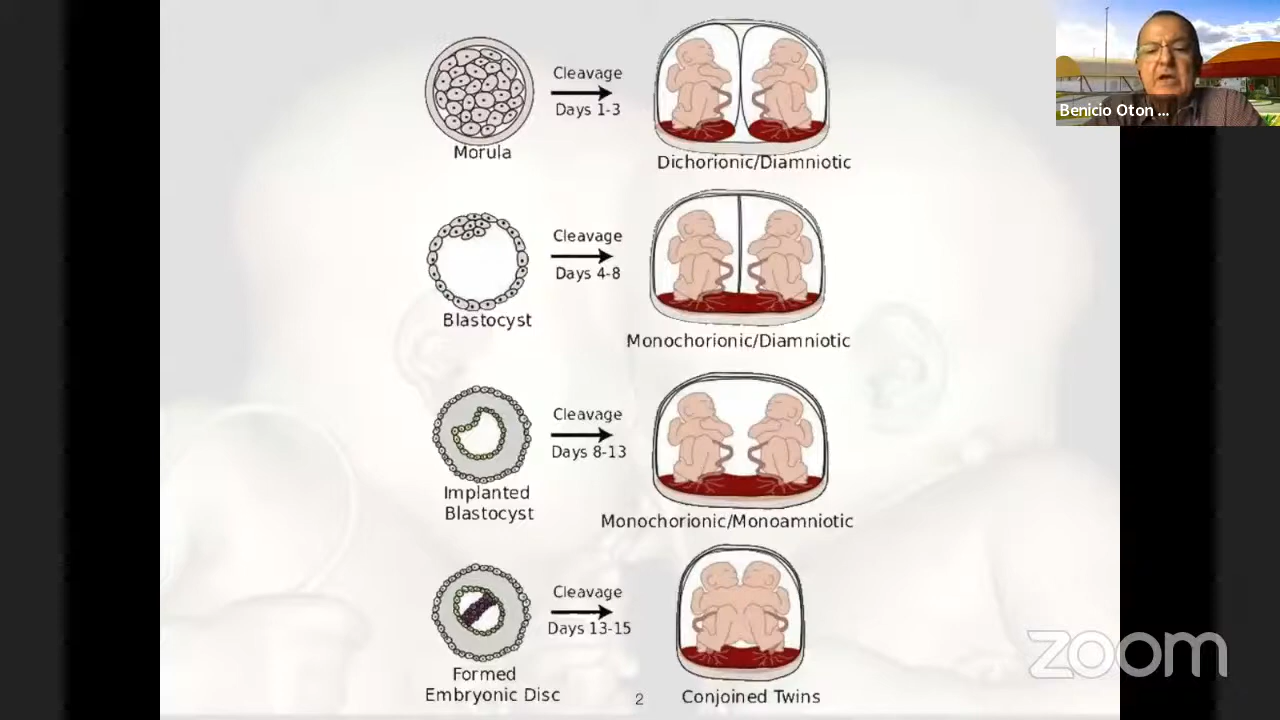 Cleavage
Days 1-3
Morula
Dichorionic/Diamniotic
Cleavage
Days 4-8
Blastocyst
Monochorionic/Diamniotic
Cleavage
Days 8-13
Implanted
Blastocyst
Monochorionic/Monoamniotic
Cleavage
Days 13-15
Formed
Embryonic Disc
Conjoined Twins
2
Benicio Oton ...
zoom